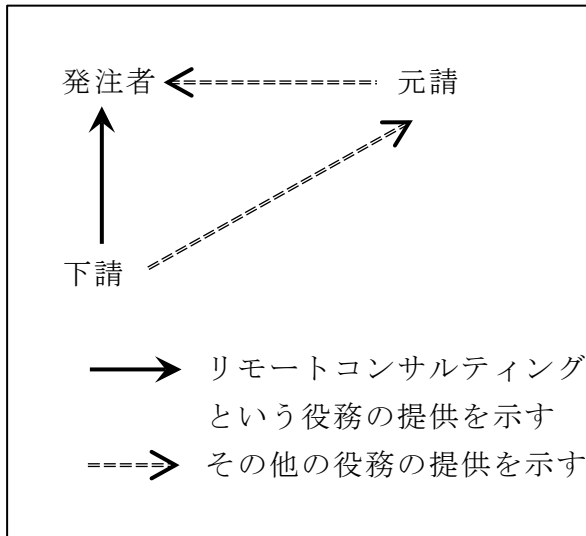 発注者
元請
下請
リモートコンサルティング
という役務の提供を示す
その他の役務の提供を示す